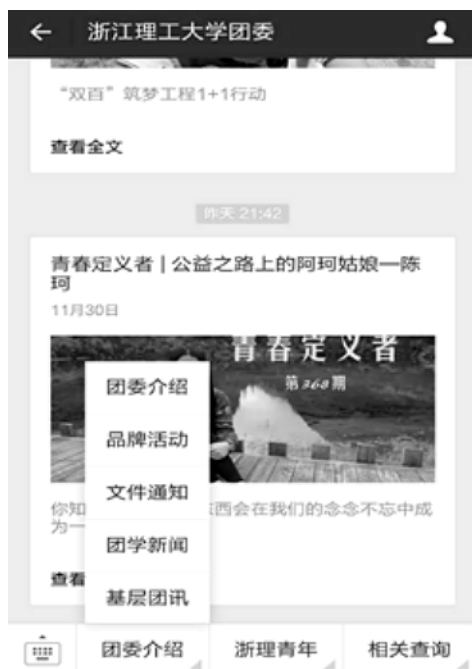 浙江理工大学团委
“双百”筑梦工程1+1行动
查看全文
昨天 21:42
青春定义者 | 公益之路上的阿珂姑娘—陈
珂
11月30日
青春定义者
第368期
你知
西会在我们的念念不忘中成
为一
查看
团委介绍
品牌活动
文件通知
团学新闻
基层团讯
团委介绍
浙理青年
相关查询